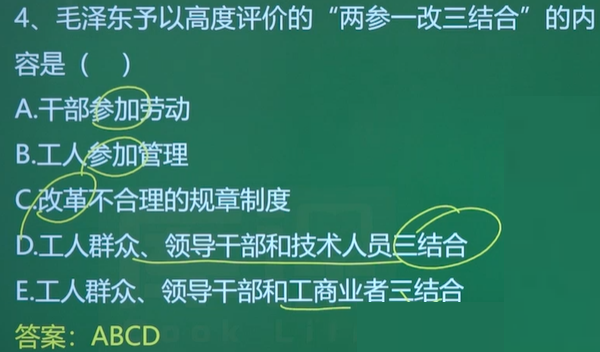 4、毛泽东予以高度评价的“两参一改三结合”的内
容是（　）
A.干部参加劳动
B.工人参加管理
C.改革不合理的规章制度
D.工人群众、领导干部和技术人员三结合
E.工人群众、领导干部和工商业者三结合
答案：ABCD